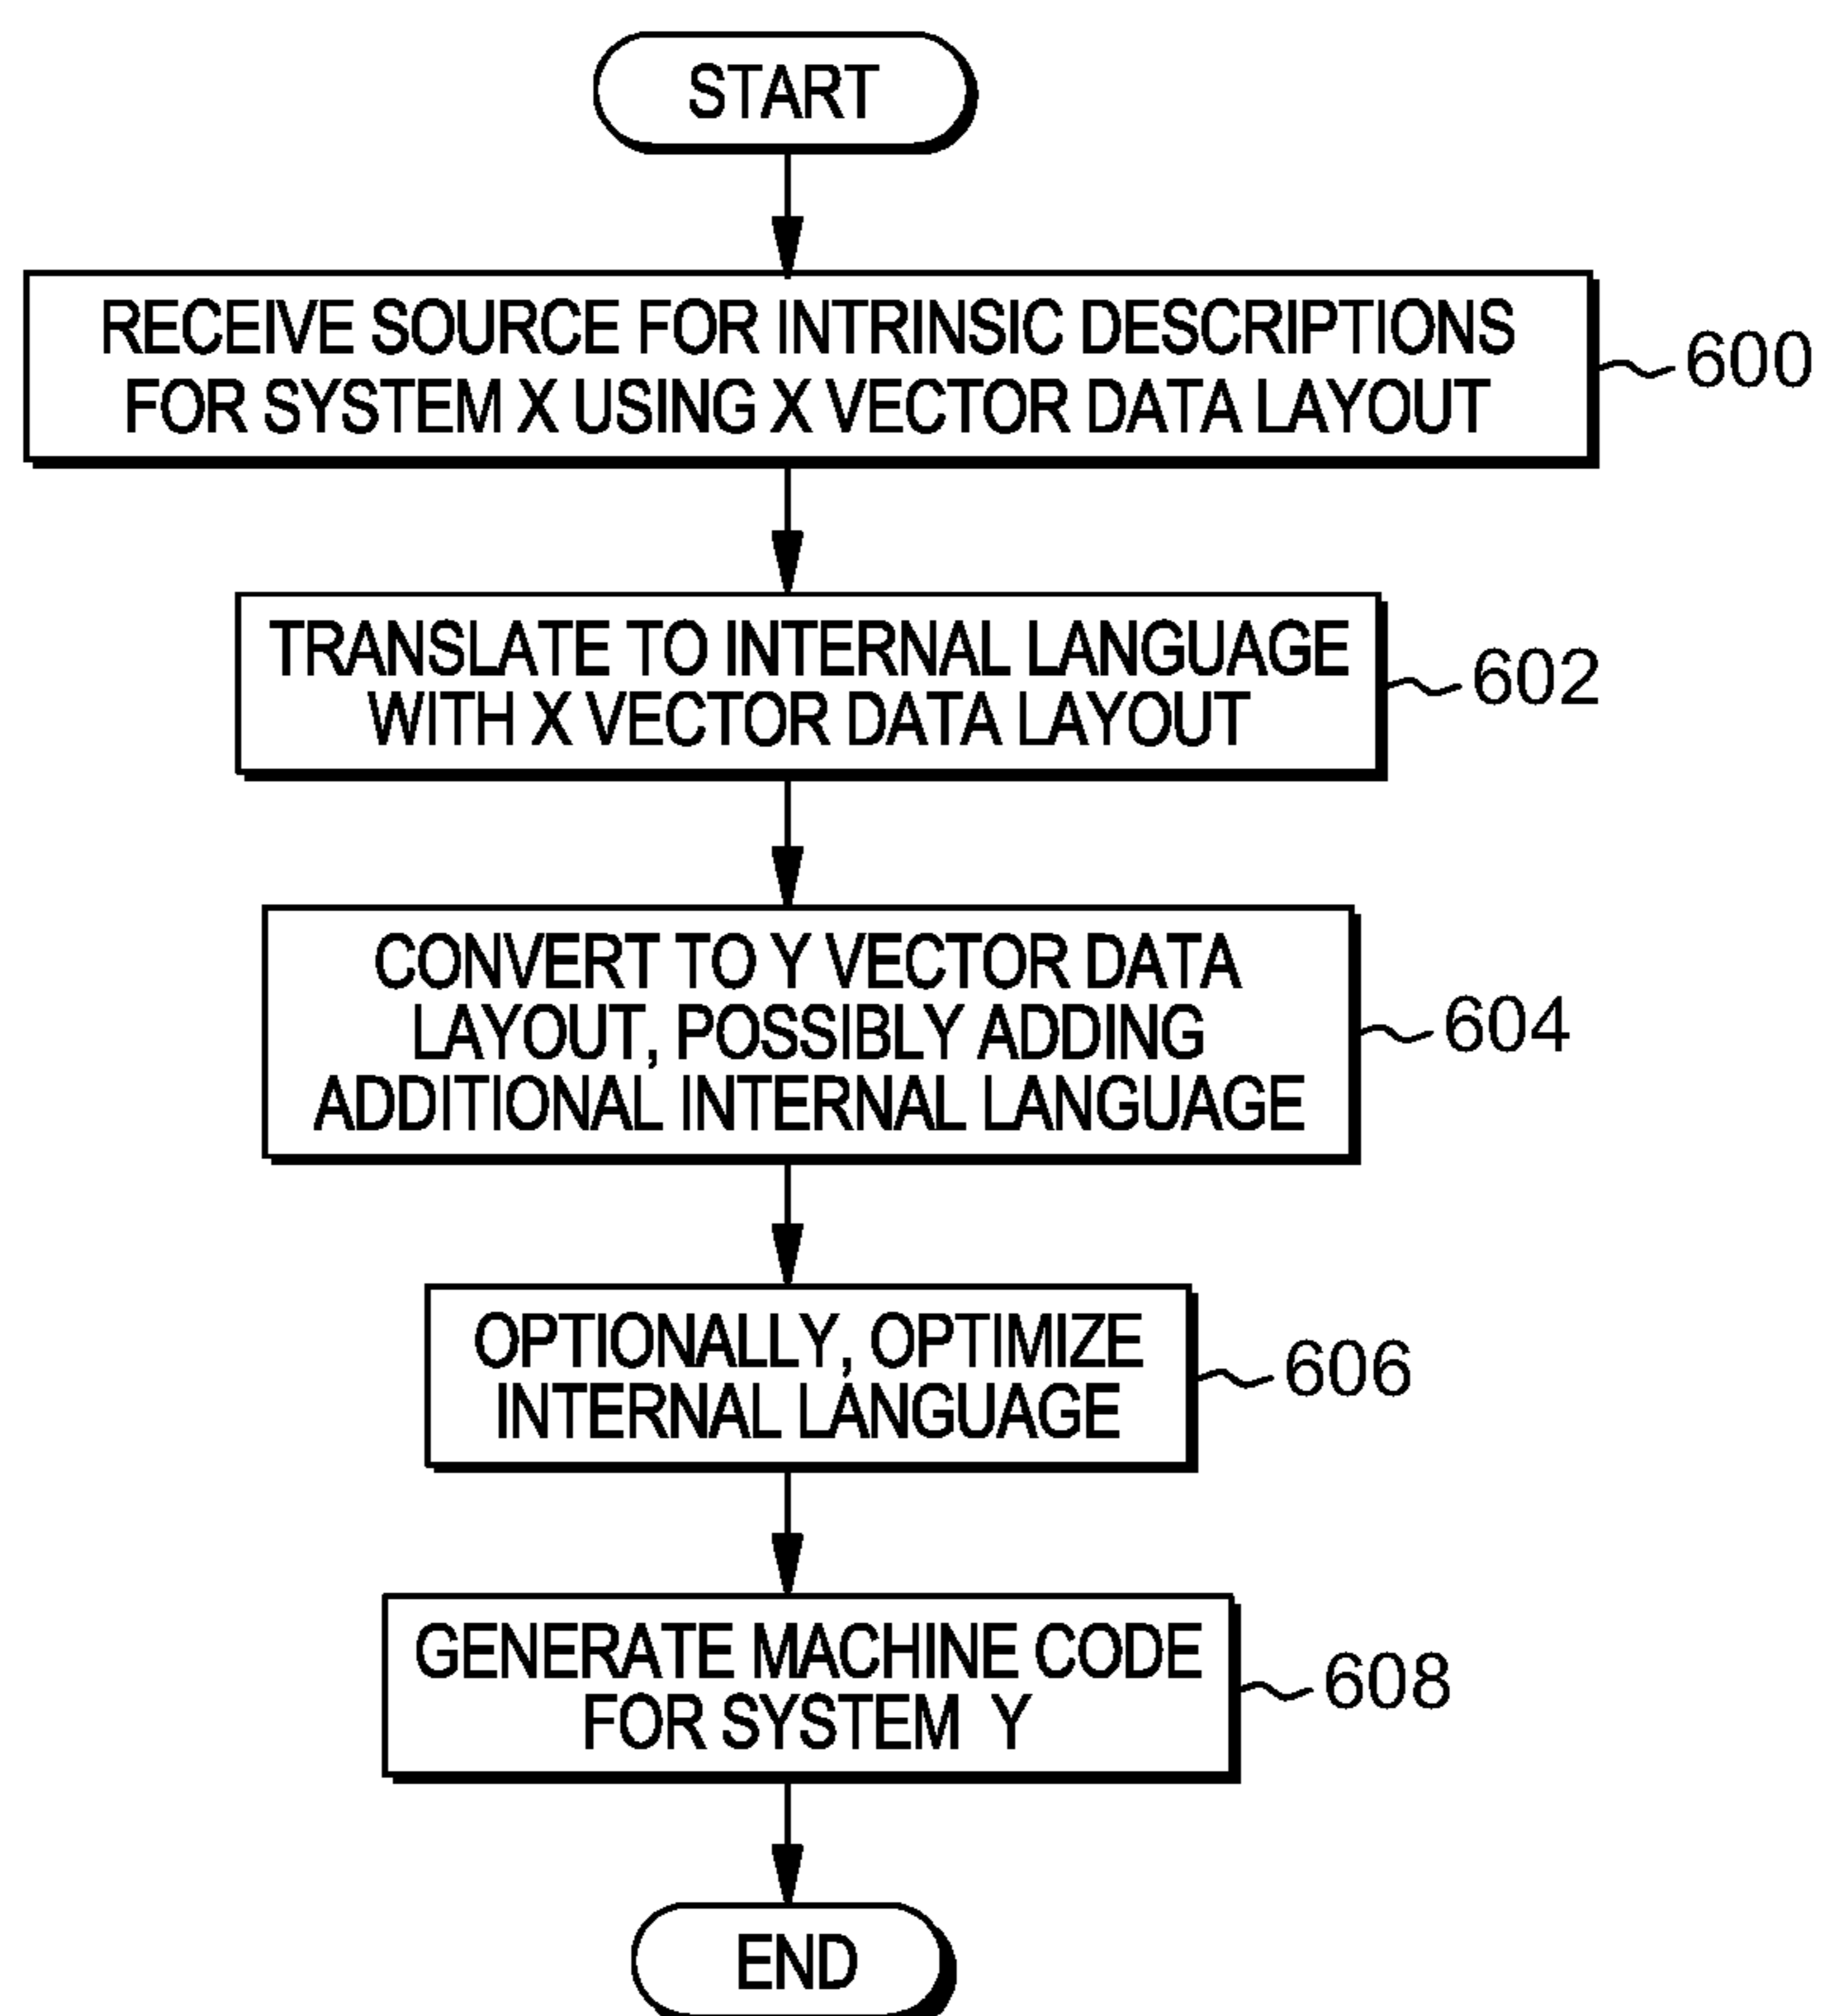 START
RECEIVE SOURCE FOR INTRINSIC DESCRIPTIONS
FOR SYSTEM X USING X VECTOR DATA LAYOUT
600
TRANSLATE TO INTERNAL LANGUAGE
WITH X VECTOR DATA LAYOUT
602
CONVERT TO Y VECTOR DATA
LAYOUT, POSSIBLY ADDING
ADDITIONAL INTERNAL LANGUAGE
604
OPTIONALLY, OPTIMIZE
INTERNAL LANGUAGE
606
GENERATE MACHINE CODE
FOR SYSTEM Y
608
END